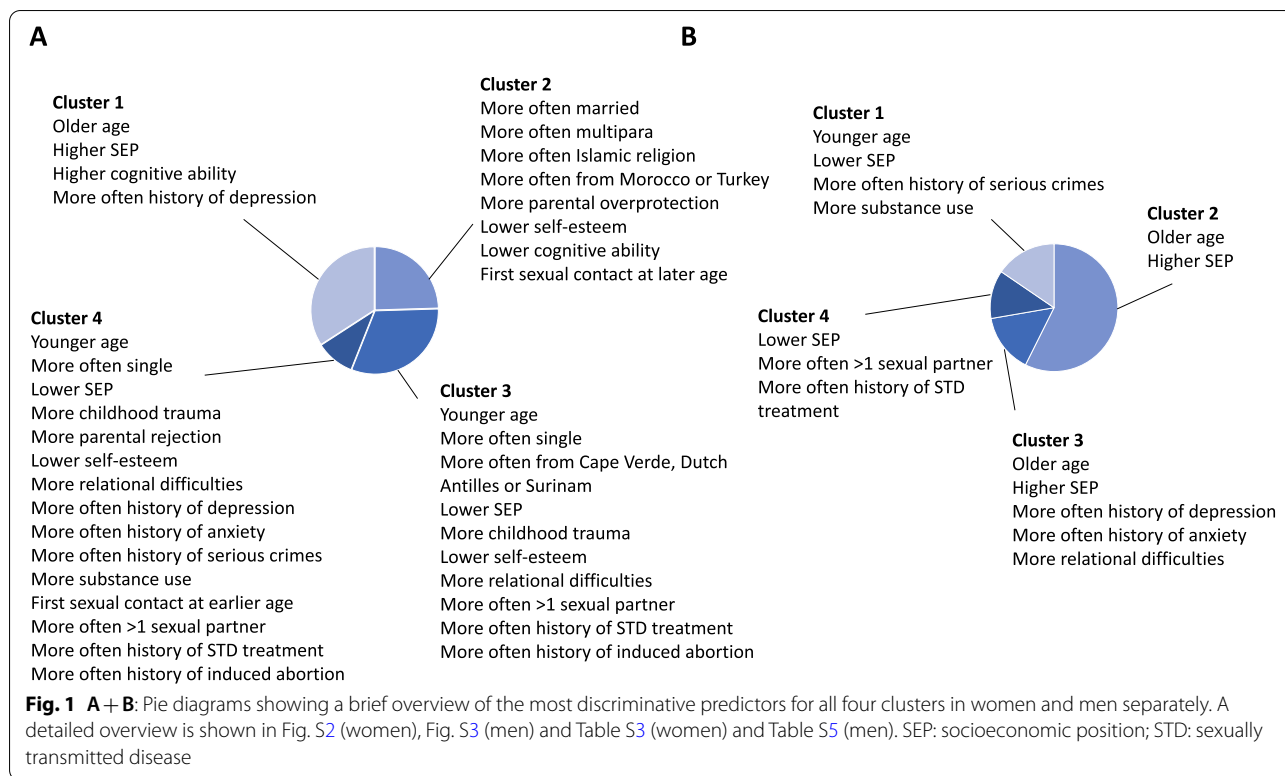 A
B
Cluster 1
Older age
Higher SEP
Higher cognitive ability
More often history of depression
Cluster 2
More often married
More often multipara
More often Islamic religion
More often from Morocco or Turkey
More parental overprotection
Lower self-esteem
Lower cognitive ability
First sexual contact at later age
Cluster 4
Younger age
More often single
Lower SEP
More childhood trauma
More parental rejection
Lower self-esteem
More relational difficulties
More often history of depression
More often history of anxiety
More often history of serious crimes
More substance use
First sexual contact at earlier age
More often >1 sexual partner
More often history of STD treatment
More often history of induced abortion
Cluster 3
Younger age
More often single
More often from Cape Verde, Dutch
Antilles or Surinam
Lower SEP
More childhood trauma
Lower self-esteem
More relational difficulties
More often >1 sexual partner
More often history of STD treatment
More often history of induced abortion
Cluster 1
Younger age
Lower SEP
More often history of serious crimes
More substance use
Cluster 2
Older age
Higher SEP
Cluster 4
Lower SEP
More often >1 sexual partner
More often history of STD
treatment
Cluster 3
Older age
Higher SEP
More often history of depression
More often history of anxiety
More relational difficulties
Fig. 1 A + B: Pie diagrams showing a brief overview of the most discriminative predictors for all four clusters in women and men separately. A
detailed overview is shown in Fig. S2 (women), Fig. S3 (men) and Table S3 (women) and Table S5 (men). SEP: socioeconomic position; STD: sexually
transmitted disease